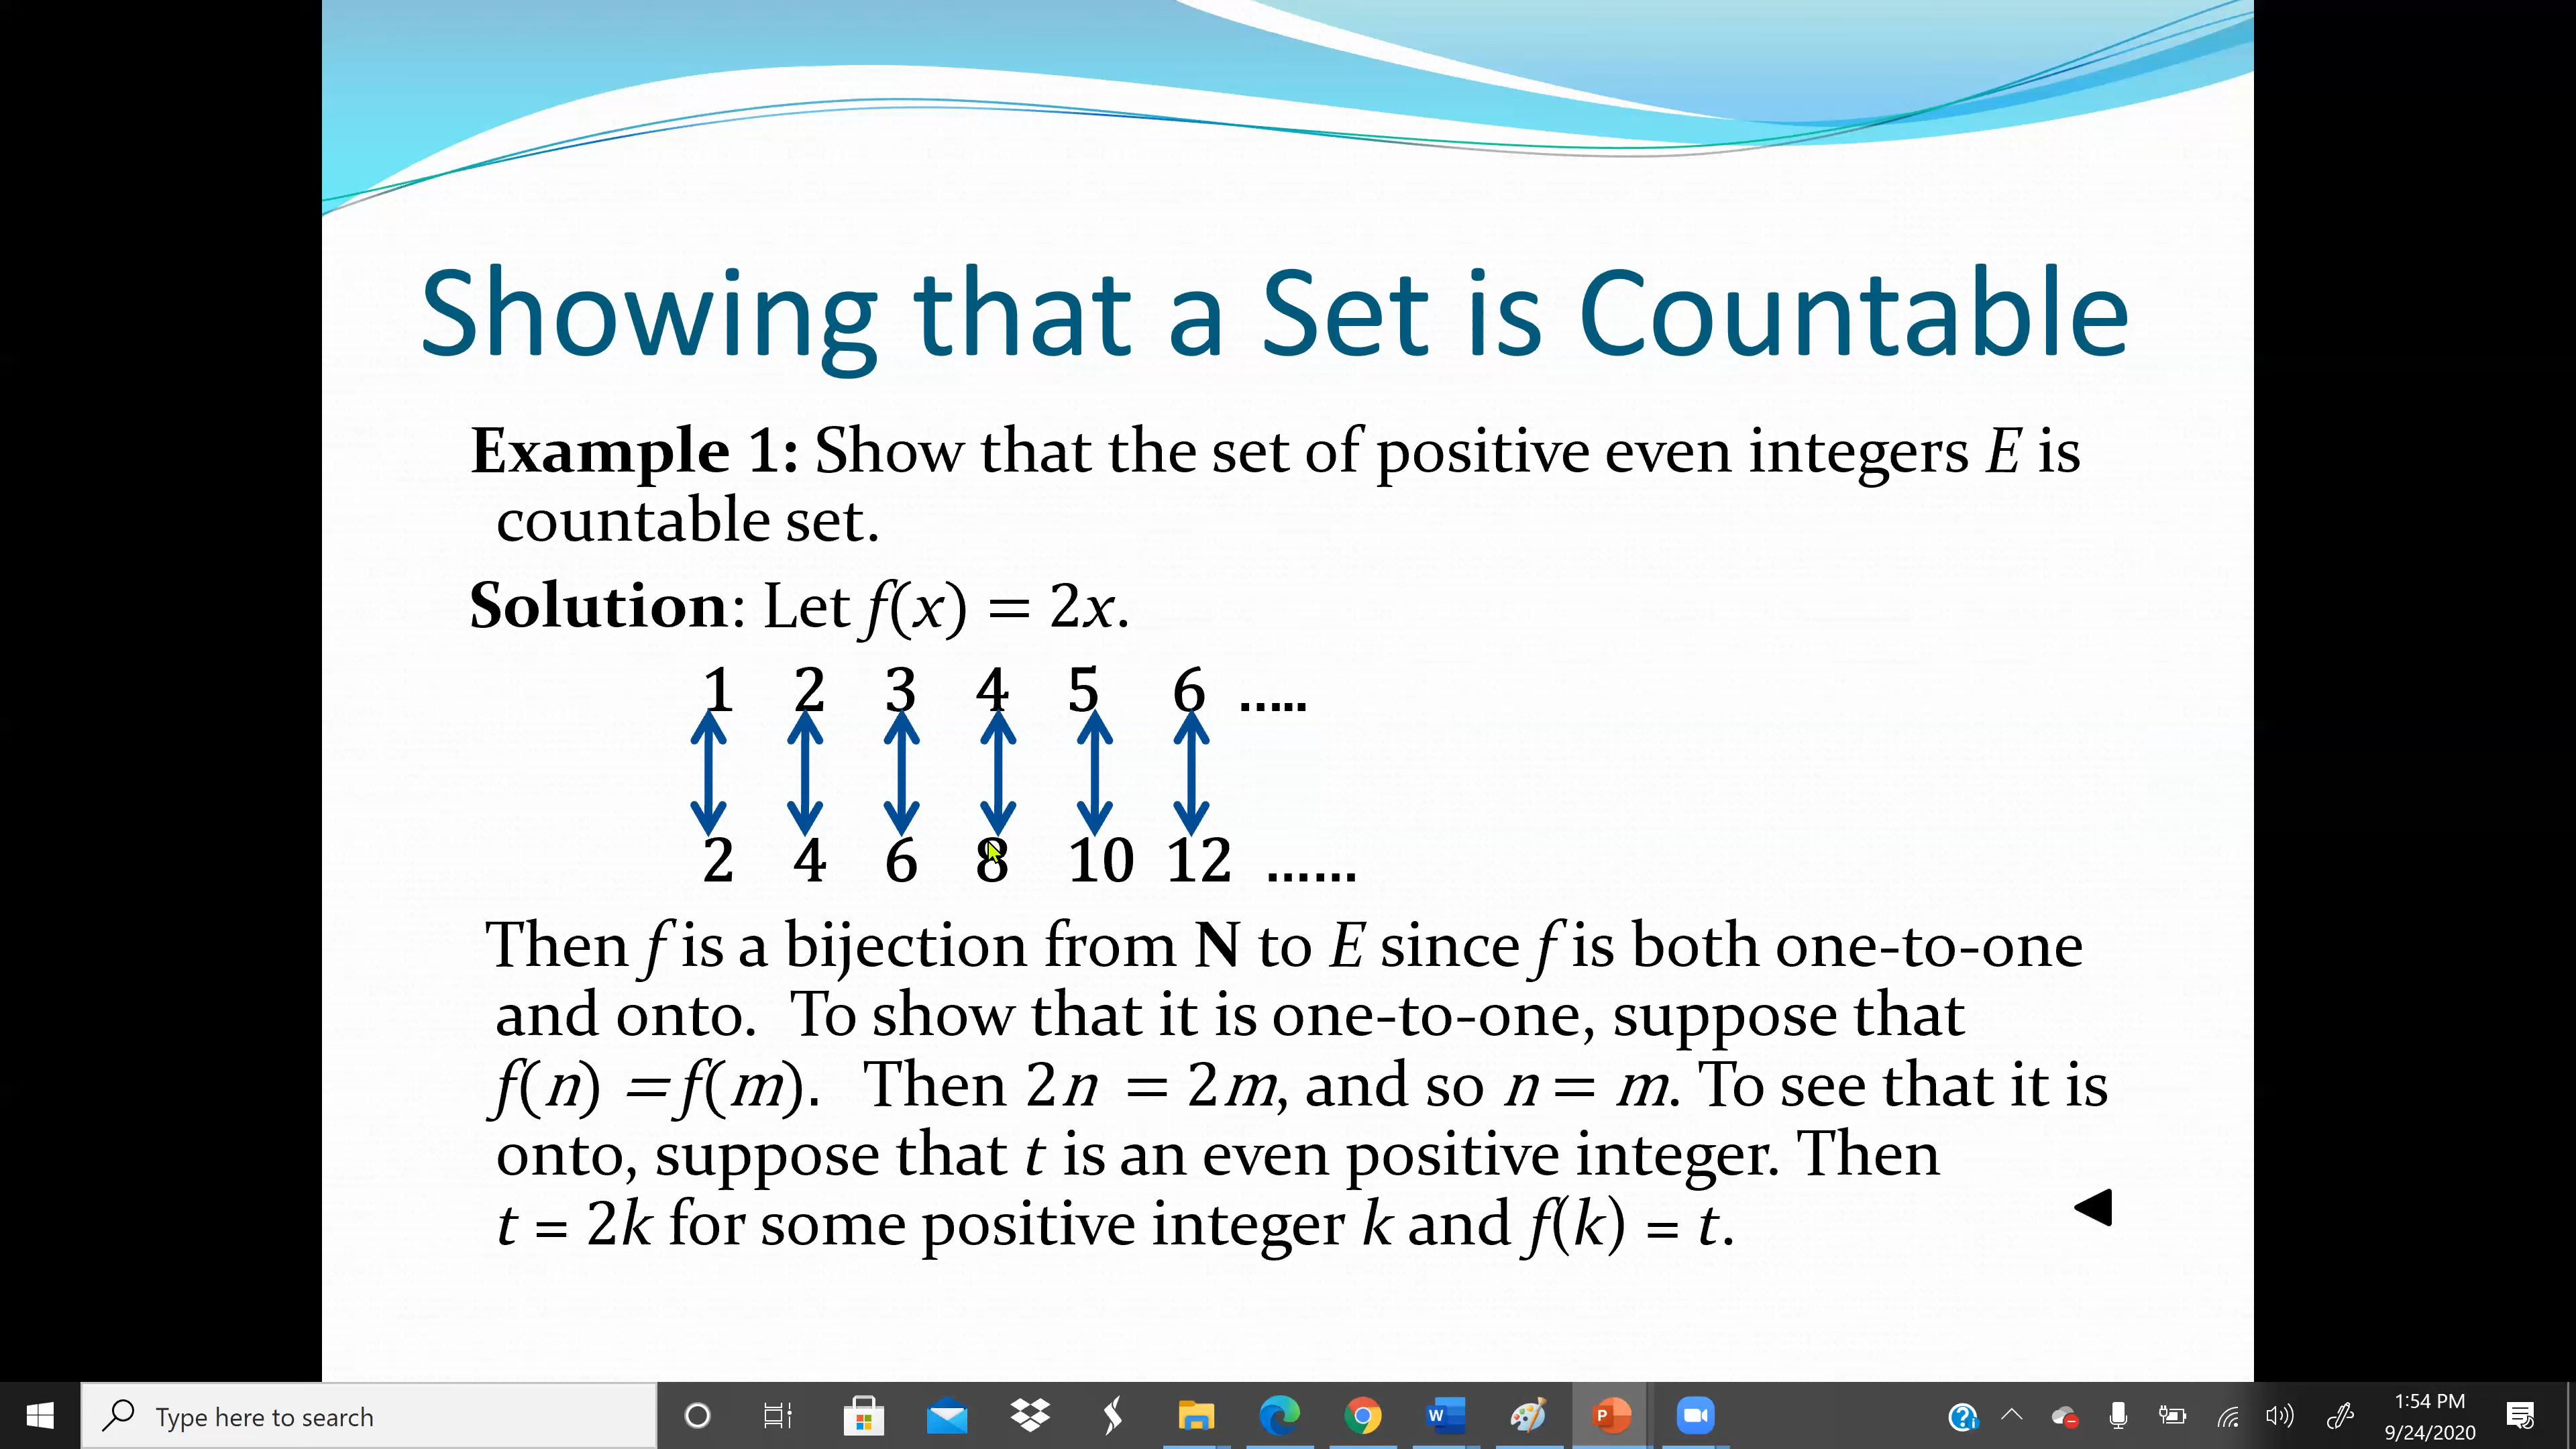 Showing that a Set is Countable
Example 1: Show that the set of positive even integers E is
countable set.
Solution: Let f(x) = 2x.
1 2 3 4 5 6 .....
2 4 6 8 10 12 ......
Then f is a bijection from N to E since f is both one-to-one
and onto. To show that it is one-to-one, suppose that
f(n) = f(m). Then 2n = 2m, and so n = m. To see that it is
onto, suppose that t is an even positive integer. Then
t = 2k for some positive integer k and f(k) = t.
Type here to search
1:54 PM
9/24/2020